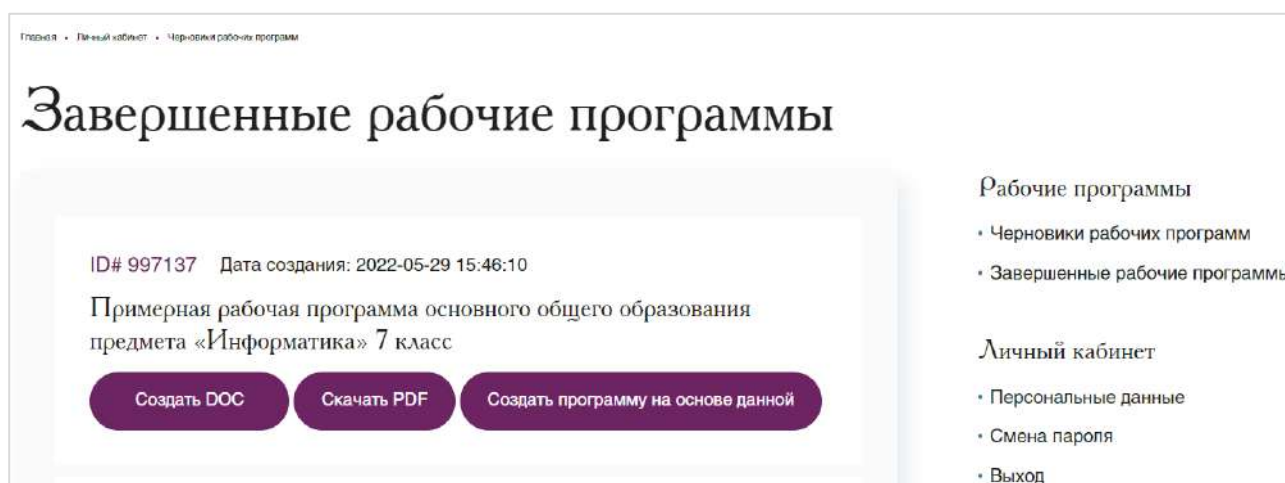 Главная • Личный кабинет • Черновики рабочих программ
Завершенные рабочие программы
ID# 997137 Дата создания: 2022-05-29 15:46:10
Примерная рабочая программа основного общего образования
предмета «Информатика» 7 класс
Создать DOC Скачать PDF Создать программу на основе данной
Рабочие программы
• Черновики рабочих программ
• Завершенные рабочие программы
Личный кабинет
• Персональные данные
• Смена пароля
• Выход